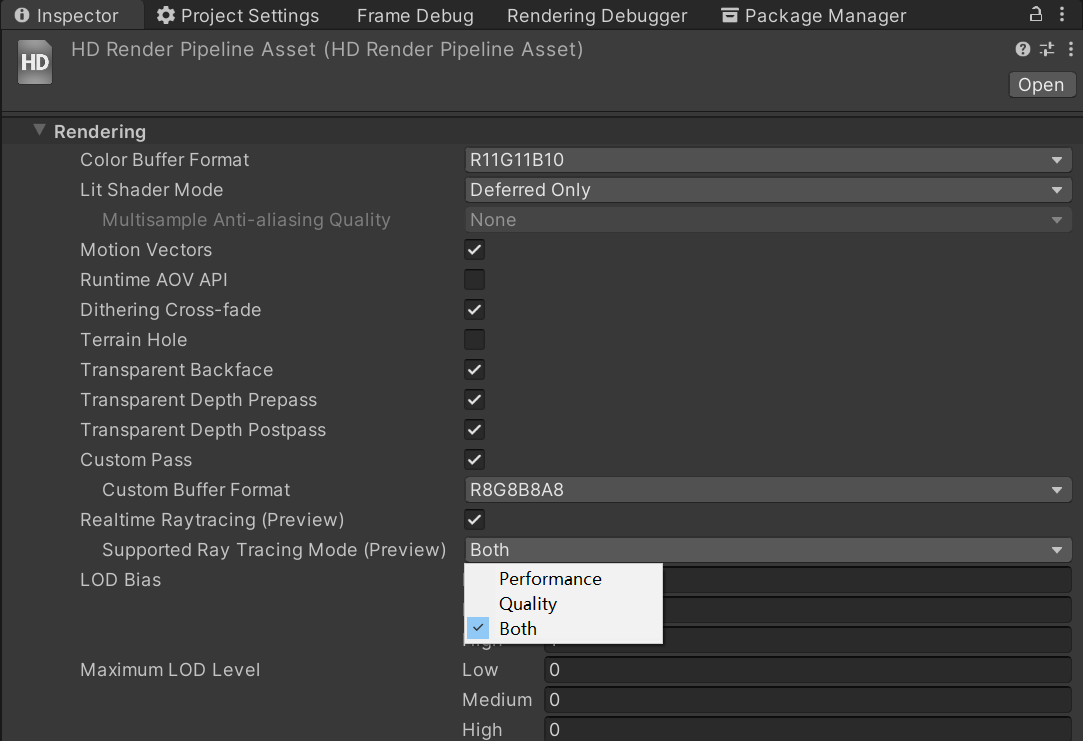 Inspector Project Settings Frame Debug Rendering Debugger Package Manager
HD HD Render Pipeline Asset (HD Render Pipeline Asset)
Open
Rendering
Color Buffer Format R11G11B10
Lit Shader Mode Deferred Only
Multisample Anti-aliasing Quality None
Motion Vectors
Runtime AOV API
Dithering Cross-fade
Terrain Hole
Transparent Backface
Transparent Depth Prepass
Transparent Depth Postpass
Custom Pass
Custom Buffer Format R8G8B8A8
Realtime Raytracing (Preview)
Supported Ray Tracing Mode (Preview) Both
LOD Bias
Performance
Quality
Both
Maximum LOD Level Low 0
Medium 0
High 0